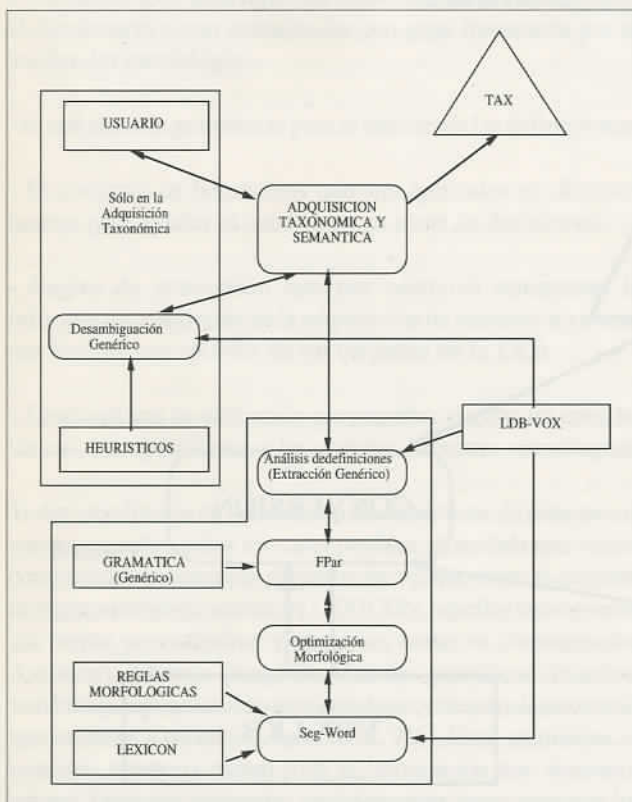 TAX
USUARIO
Sólo en la
Adquisición
Taxonómica
ADQUISICION
TAXONOMICA Y
SEMANTICA
Desambiguación
Genérico
HEURISTICOS
LDB-VOX
Análisis dedefiniciones
(Extracción Genérico)
GRAMATICA
(Genérico)
FPar
Optimización
Morfológica
REGLAS
MORFOLOGICAS
LEXICON
Seg-Word